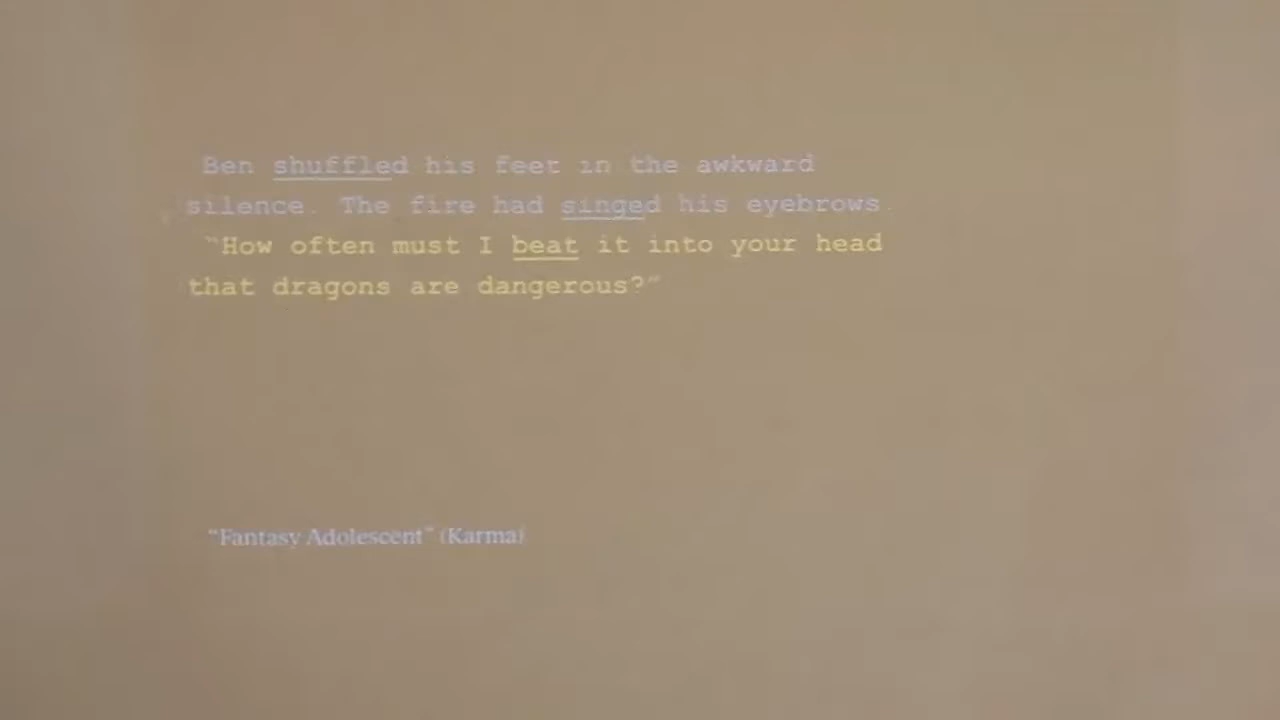 Ben shuffled his feet in the awkward
silence. The fire had singed his eyebrows.
“How often must I beat it into your head
that dragons are dangerous?”
“Fantasy Adolescent” (Karma)